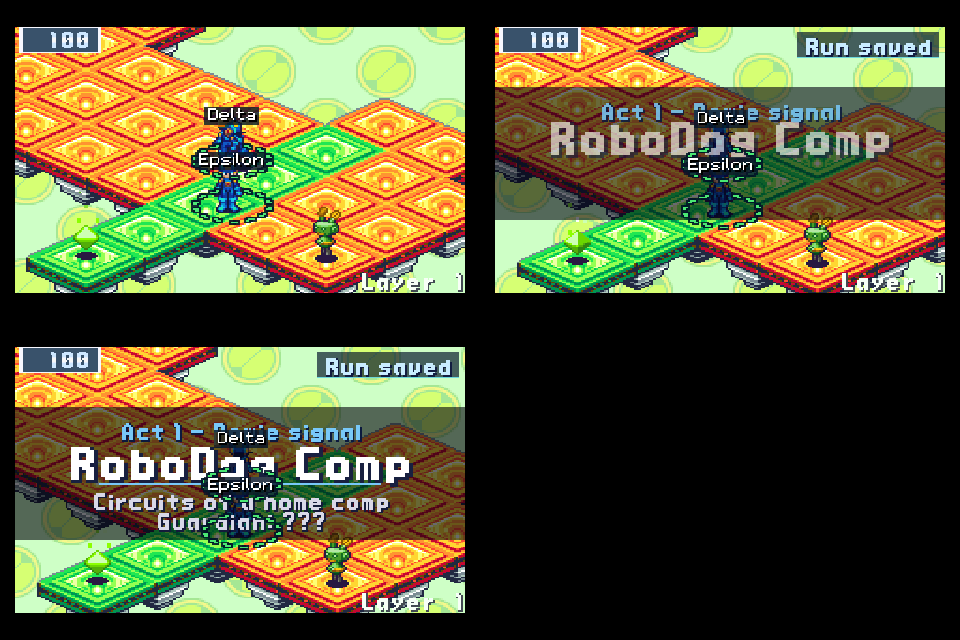 100
Delta
Epsilon
Layer 1
100
Run saved
Act 1 - signal
Delta
RoboDog Comp
Epsilon
Layer 1
100
Run saved
Act 1 - signal
Delta
RoboDog Comp
Epsilon
Circuits of a home comp
Guardian: ???
Layer 1